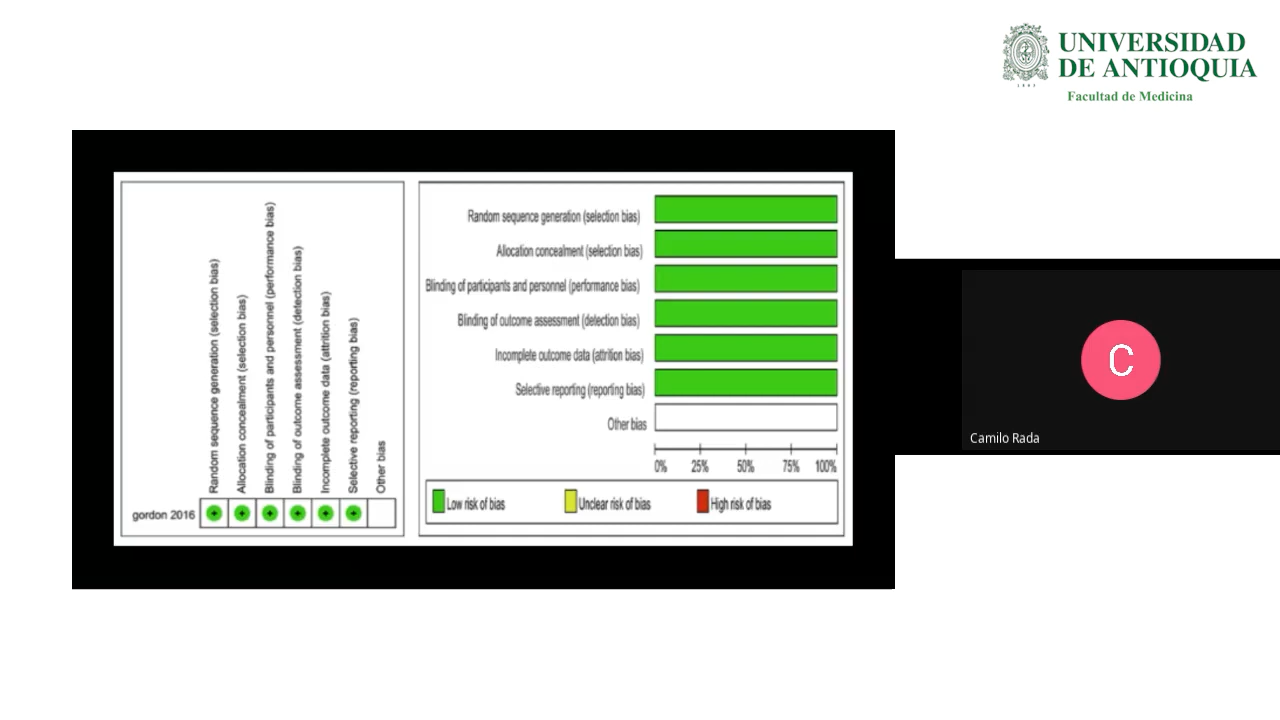 UNIVERSIDAD
DE ANTIOQUIA
1803
Facultad de Medicina
Random sequence generation (selection bias)
Allocation concealment (selection bias)
Blinding of participants and personnel (performance bias)
Blinding of outcome assessment (detection bias)
Incomplete outcome data (attrition bias)
Selective reporting (reporting bias)
Other bias
gordon 2016
+ + + + + +
Random sequence generation (selection bias)
Allocation concealment (selection bias)
Blinding of participants and personnel (performance bias)
Blinding of outcome assessment (detection bias)
Incomplete outcome data (attrition bias)
Selective reporting (reporting bias)
Other bias
0% 25% 50% 75% 100%
Low risk of bias Unclear risk of bias High risk of bias
C
Camilo Rada